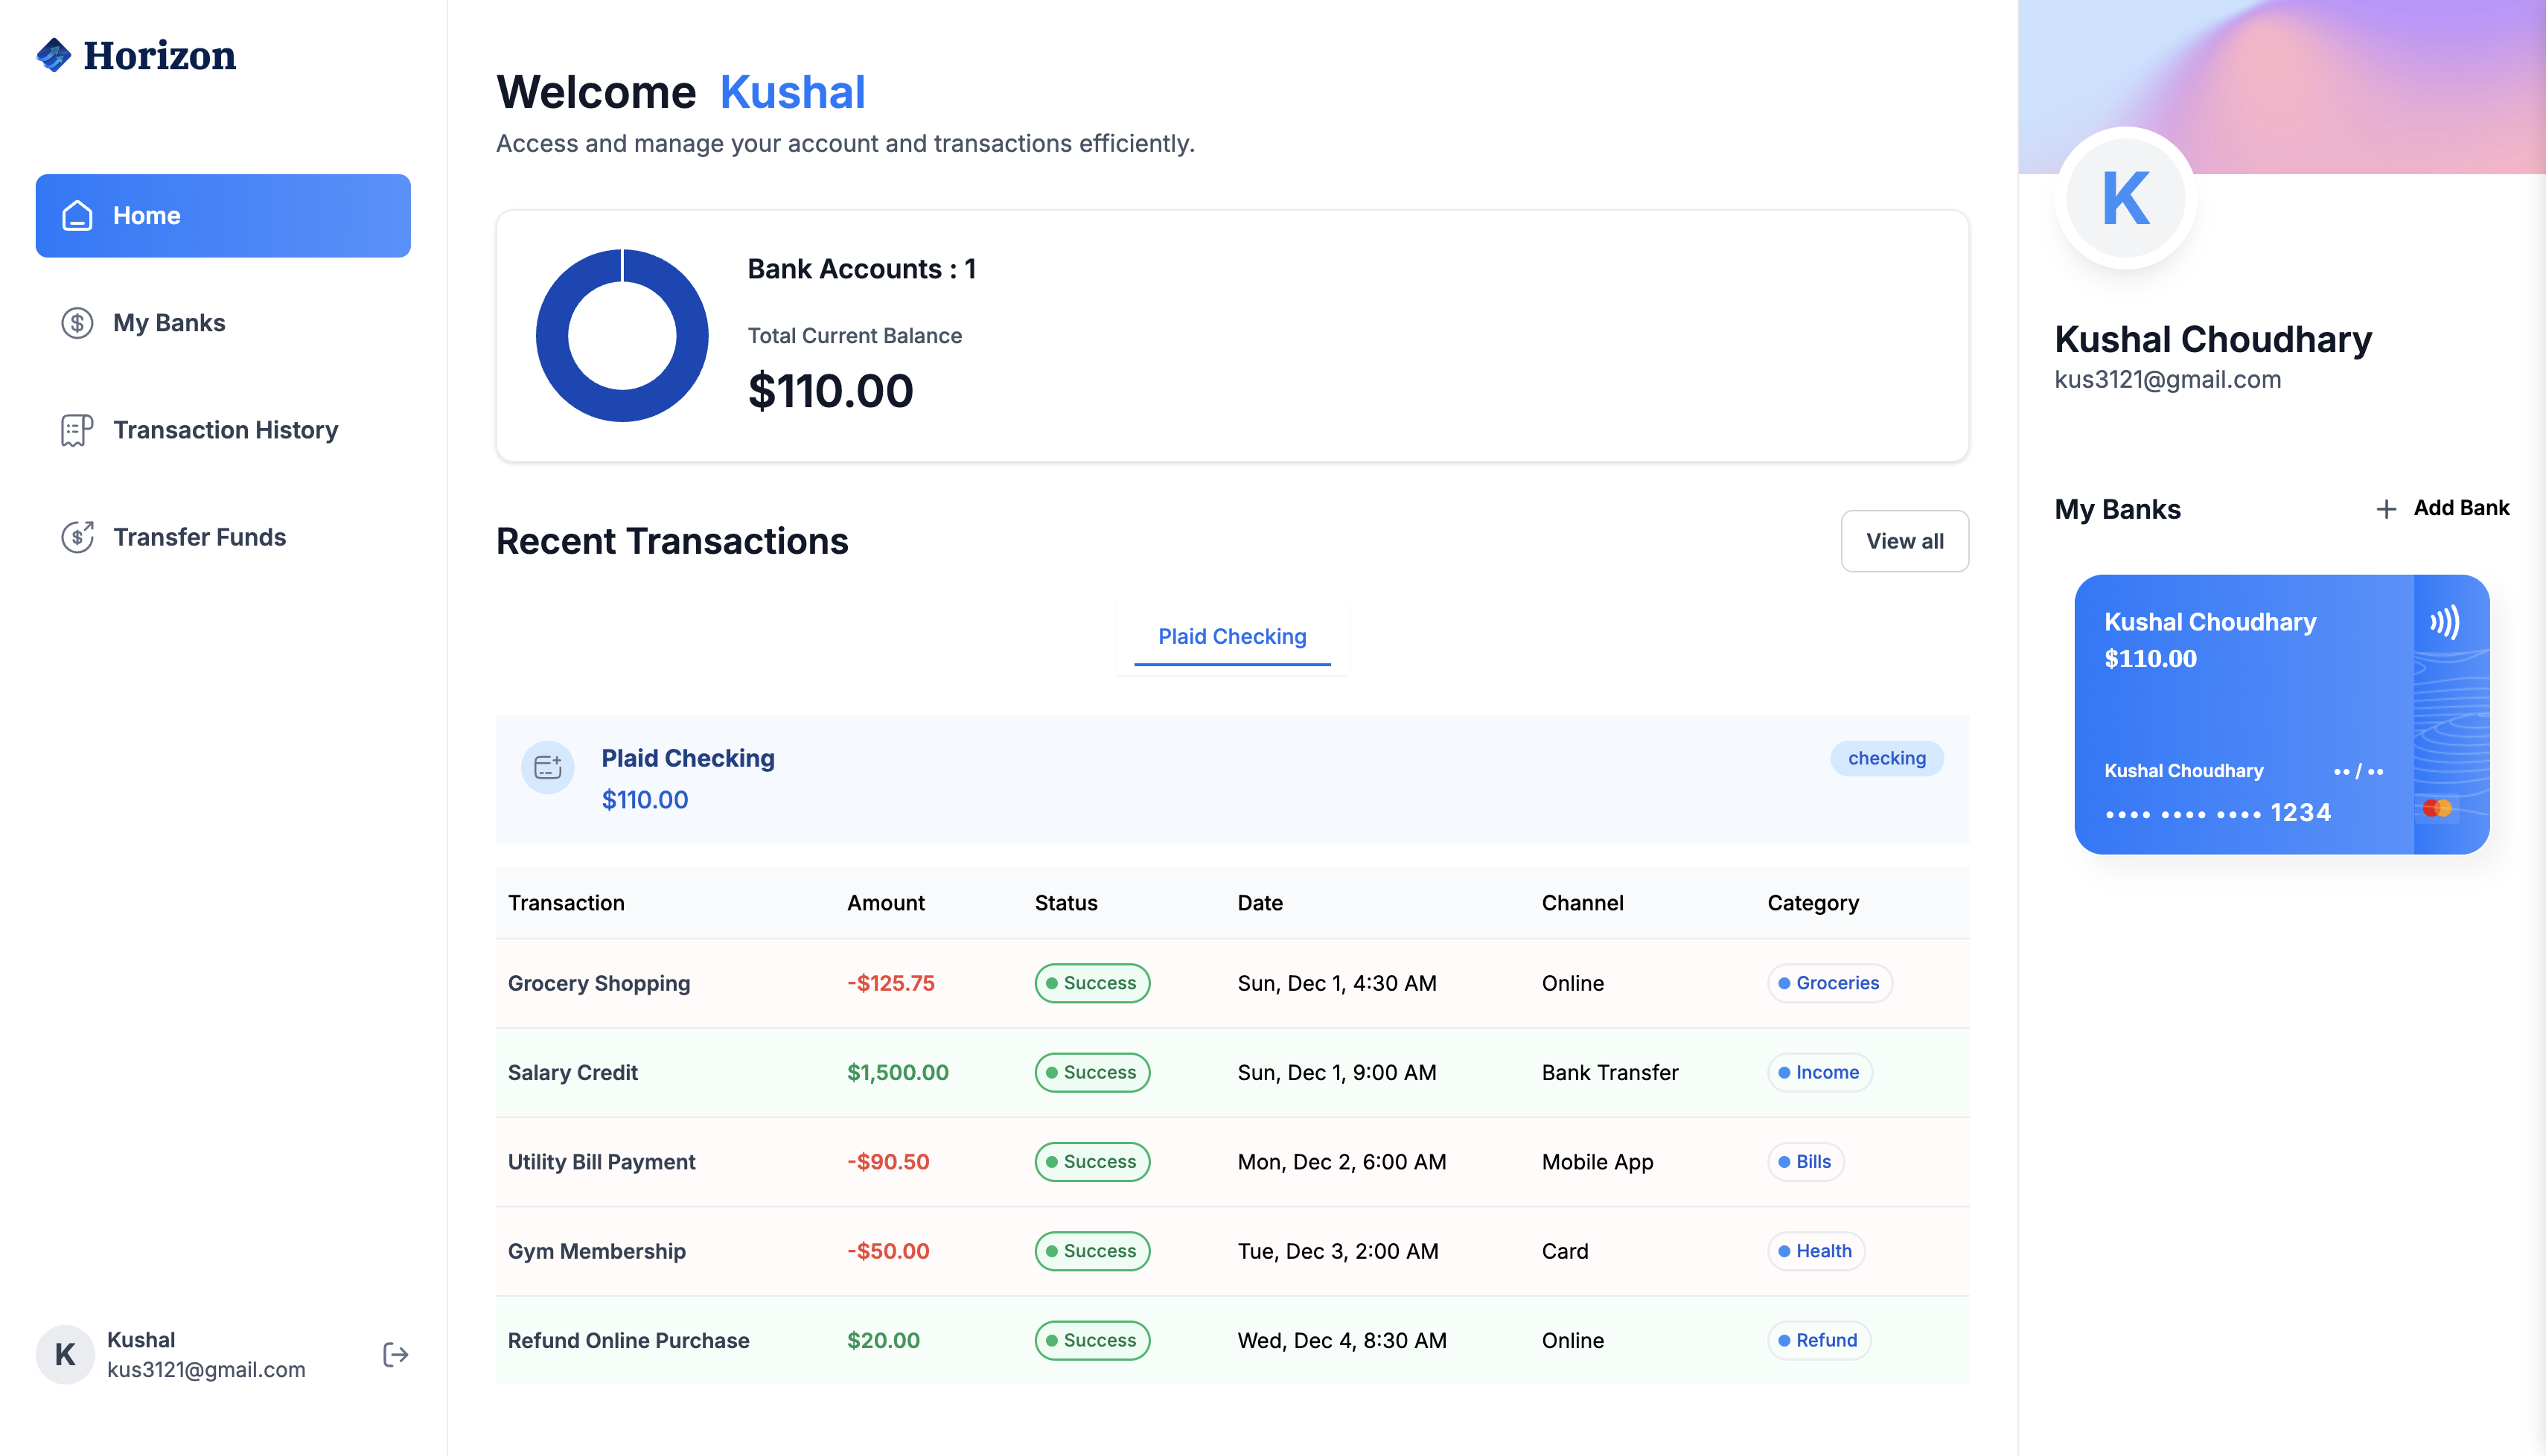 Horizon
Home
My Banks
Transaction History
Transfer Funds
K
Kushal
kus3121@gmail.com
Welcome Kushal
Access and manage your account and transactions efficiently.
Bank Accounts : 1
Total Current Balance
$110.00
Recent Transactions
View all
Plaid Checking
Plaid Checking
$110.00
checking
Transaction Amount Status Date Channel Category
Grocery Shopping -$125.75 Success Sun, Dec 1, 4:30 AM Online Groceries
Salary Credit $1,500.00 Success Sun, Dec 1, 9:00 AM Bank Transfer Income
Utility Bill Payment -$90.50 Success Mon, Dec 2, 6:00 AM Mobile App Bills
Gym Membership -$50.00 Success Tue, Dec 3, 2:00 AM Card Health
Refund Online Purchase $20.00 Success Wed, Dec 4, 8:30 AM Online Refund
K
Kushal Choudhary
kus3121@gmail.com
My Banks
+ Add Bank
Kushal Choudhary
$110.00
Kushal Choudhary •• / ••
•••• •••• •••• 1234